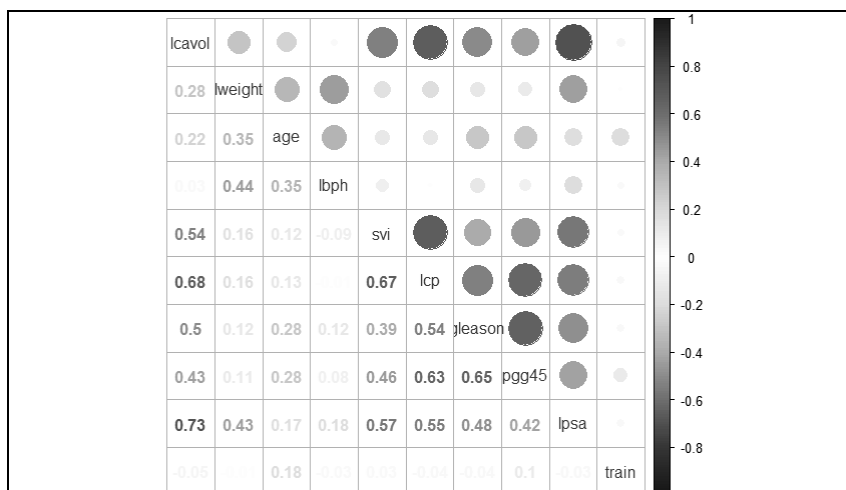 lcavol 1
0.28 lweight 0.8
0.22 0.35 age 0.6
0.03 0.44 0.35 lbph 0.4
0.54 0.16 0.12 -0.09 svi 0.2
0.68 0.16 0.13 0.67 lcp 0
0.5 0.12 0.28 0.12 0.39 0.54 gleason -0.2
0.43 0.11 0.28 0.08 0.46 0.63 0.65 pgg45 -0.4
-0.6
0.73 0.43 0.17 0.18 0.57 0.55 0.48 0.42 lpsa -0.8
-0.05 0.18 -0.03 0.03 -0.04 -0.04 0.1 -0.03 train